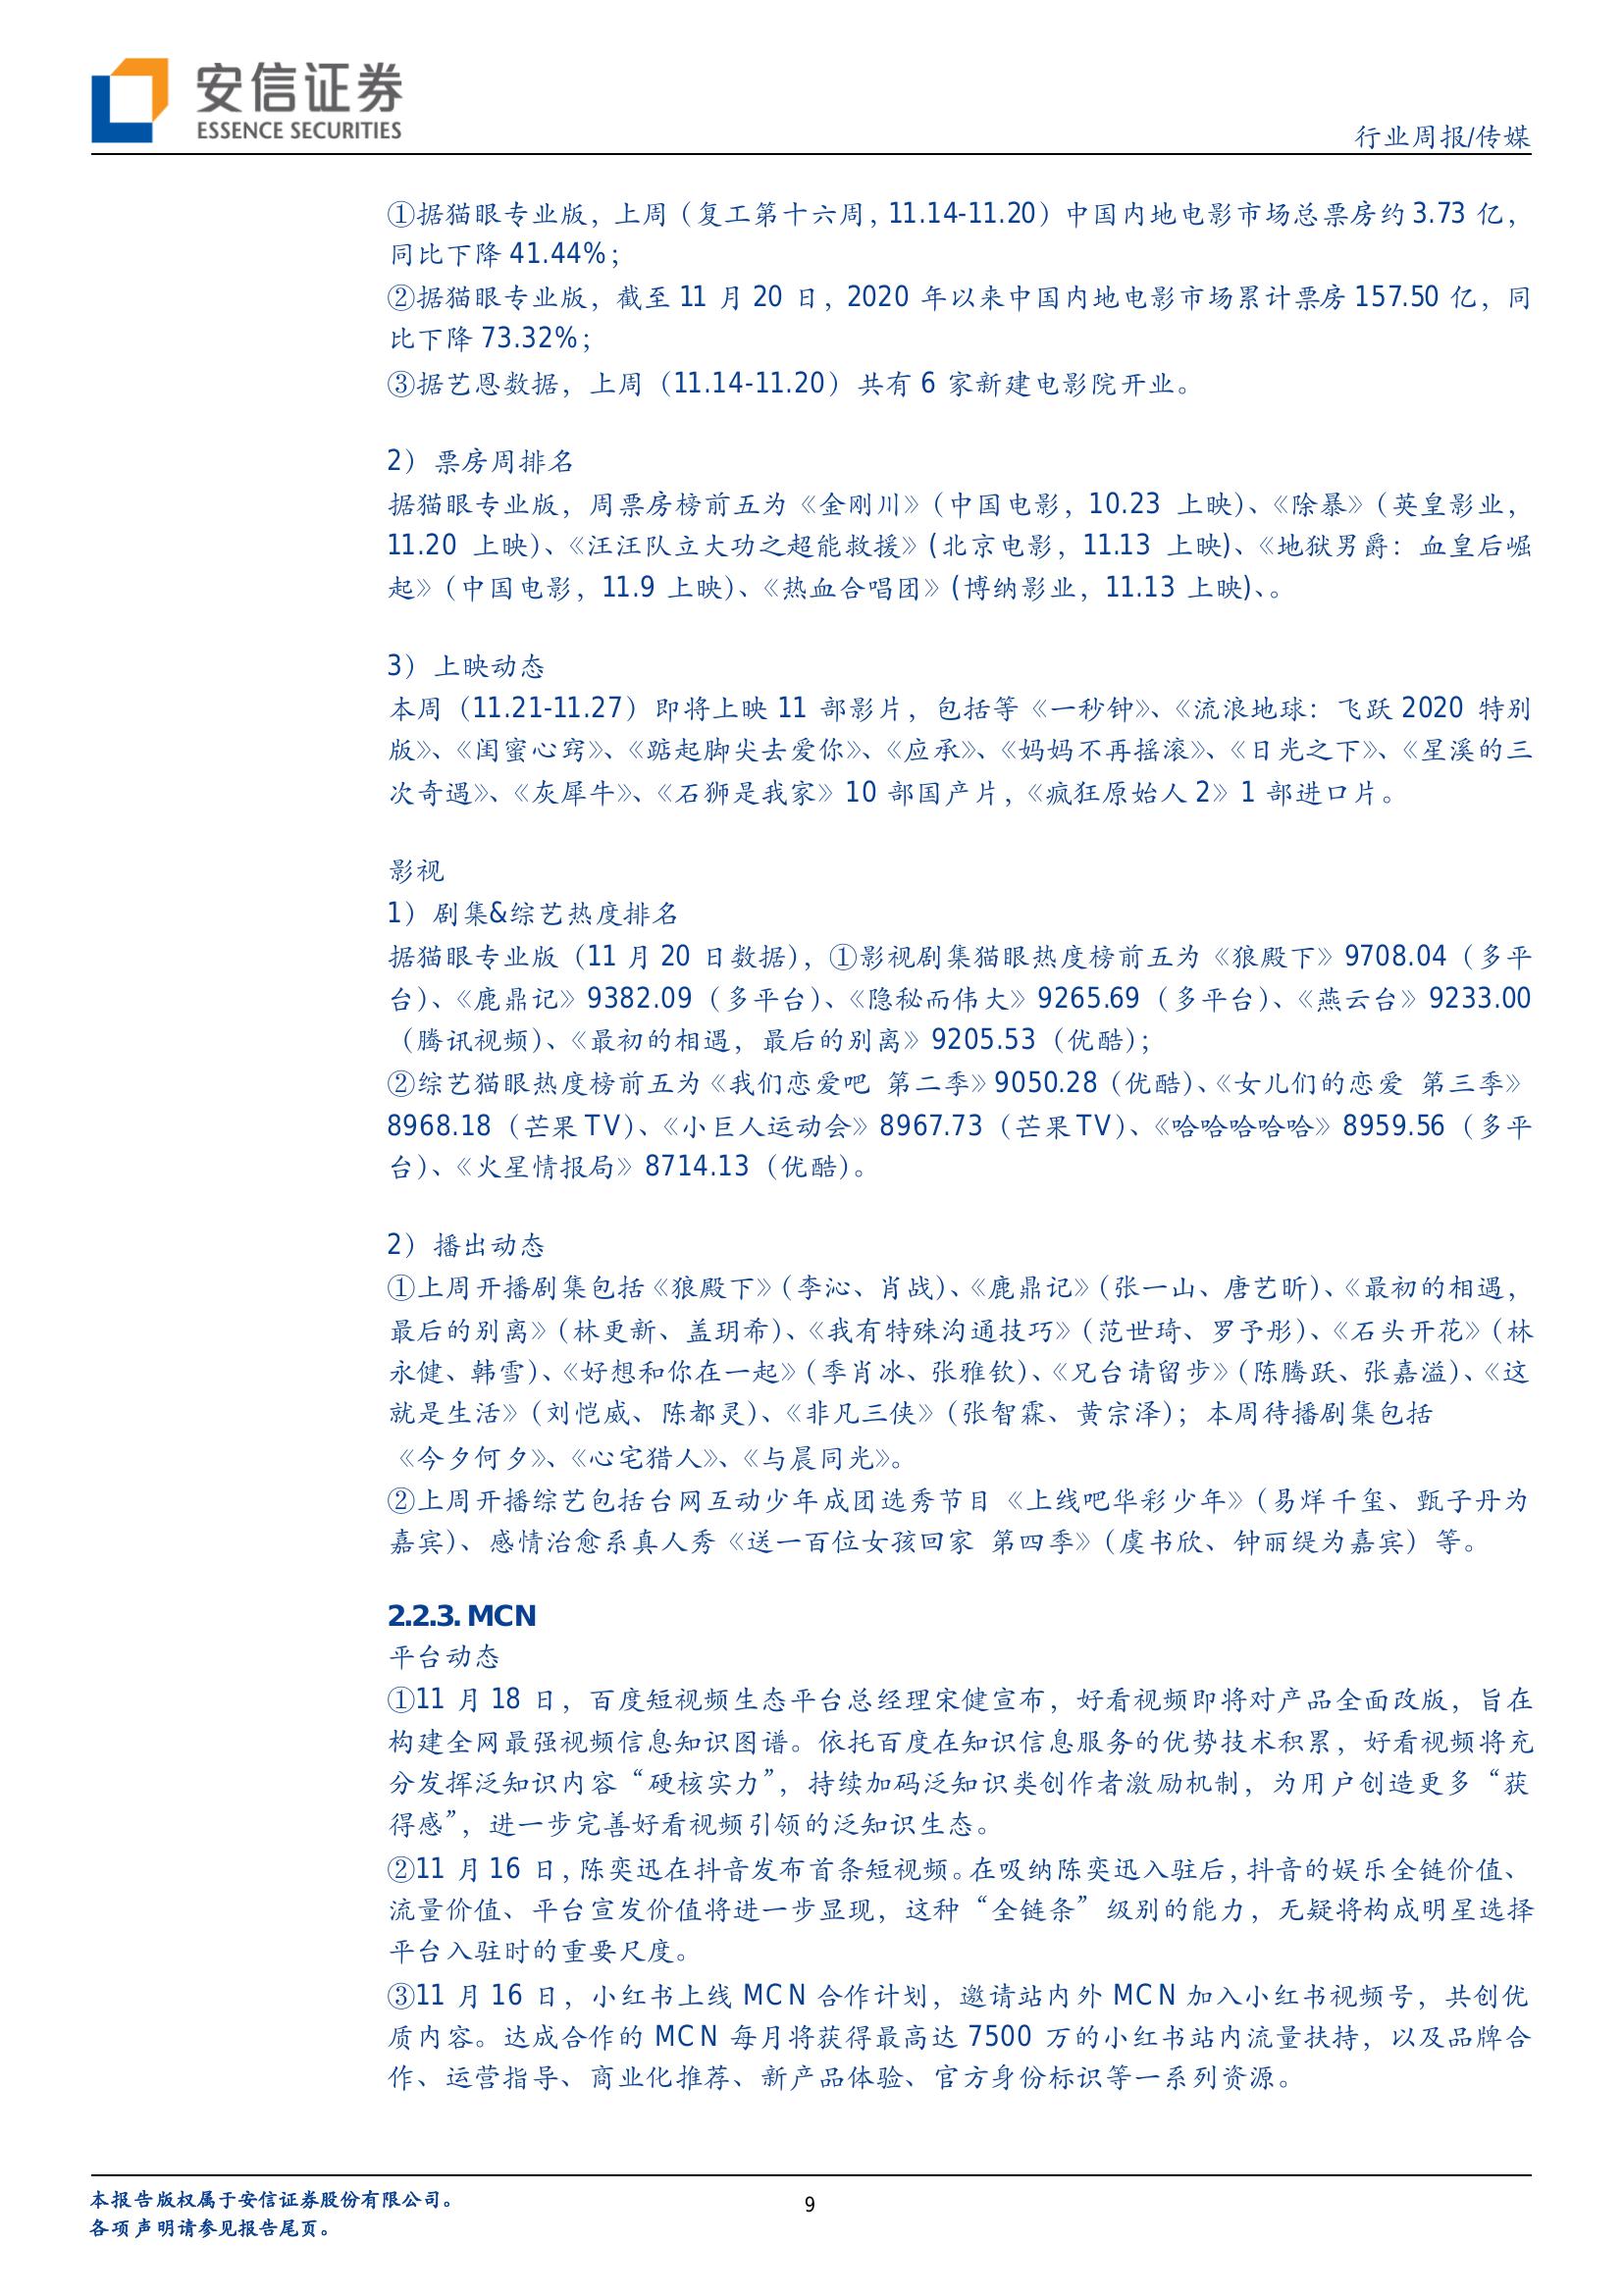 安信证券
ESSENCE SECURITIES
行业周报/传媒
①据猫眼专业版，上周（复工第十六周，11.14-11.20）中国内地电影市场总票房约 3.73 亿，
同比下降 41.44%；
②据猫眼专业版，截至 11 月 20 日，2020 年以来中国内地电影市场累计票房 157.50 亿，同
比下降 73.32%；
③据艺恩数据，上周（11.14-11.20）共有 6 家新建电影院开业。
2）票房周排名
据猫眼专业版，周票房榜前五为《金刚川》（中国电影，10.23 上映）、《除暴》（英皇影业，
11.20 上映）、《汪汪队立大功之超能救援》(北京电影，11.13 上映)、《地狱男爵：血皇后崛
起》（中国电影，11.9 上映）、《热血合唱团》(博纳影业，11.13 上映)、。
3）上映动态
本周（11.21-11.27）即将上映 11 部影片，包括等《一秒钟》、《流浪地球：飞跃 2020 特别
版》、《闺蜜心窍》、《踮起脚尖去爱你》、《应承》、《妈妈不再摇滚》、《日光之下》、《星溪的三
次奇遇》、《灰犀牛》、《石狮是我家》10 部国产片，《疯狂原始人 2》1 部进口片。
影视
1）剧集&综艺热度排名
据猫眼专业版（11 月 20 日数据），①影视剧集猫眼热度榜前五为《狼殿下》9708.04（多平
台）、《鹿鼎记》9382.09（多平台）、《隐秘而伟大》9265.69（多平台）、《燕云台》9233.00
（腾讯视频）、《最初的相遇，最后的别离》9205.53（优酷）；
②综艺猫眼热度榜前五为《我们恋爱吧 第二季》9050.28（优酷）、《女儿们的恋爱 第三季》
8968.18（芒果 TV）、《小巨人运动会》8967.73（芒果 TV）、《哈哈哈哈哈》8959.56（多平
台）、《火星情报局》8714.13（优酷）。
2）播出动态
①上周开播剧集包括《狼殿下》（李沁、肖战）、《鹿鼎记》（张一山、唐艺昕）、《最初的相遇，
最后的别离》（林更新、盖玥希）、《我有特殊沟通技巧》（范世琦、罗予彤）、《石头开花》（林
永健、韩雪）、《好想和你在一起》（季肖冰、张雅钦）、《兄台请留步》（陈腾跃、张嘉溢）、《这
就是生活》（刘恺威、陈都灵）、《非凡三侠》（张智霖、黄宗泽）；本周待播剧集包括
《今夕何夕》、《心宅猎人》、《与晨同光》。
②上周开播综艺包括台网互动少年成团选秀节目《上线吧华彩少年》（易烊千玺、甄子丹为
嘉宾）、感情治愈系真人秀《送一百位女孩回家 第四季》（虞书欣、钟丽缇为嘉宾）等。
2.2.3. MCN
平台动态
①11 月 18 日，百度短视频生态平台总经理宋健宣布，好看视频即将对产品全面改版，旨在
构建全网最强视频信息知识图谱。依托百度在知识信息服务的优势技术积累，好看视频将充
分发挥泛知识内容“硬核实力”，持续加码泛知识类创作者激励机制，为用户创造更多“获
得感”，进一步完善好看视频引领的泛知识生态。
②11 月 16 日，陈奕迅在抖音发布首条短视频。在吸纳陈奕迅入驻后，抖音的娱乐全链价值、
流量价值、平台宣发价值将进一步显现，这种“全链条”级别的能力，无疑将构成明星选择
平台入驻时的重要尺度。
③11 月 16 日，小红书上线 MCN 合作计划，邀请站内外 MCN 加入小红书视频号，共创优
质内容。达成合作的 MCN 每月将获得最高达 7500 万的小红书站内流量扶持，以及品牌合
作、运营指导、商业化推荐、新产品体验、官方身份标识等一系列资源。
本报告版权属于安信证券股份有限公司。
各项声明请参见报告尾页。
9